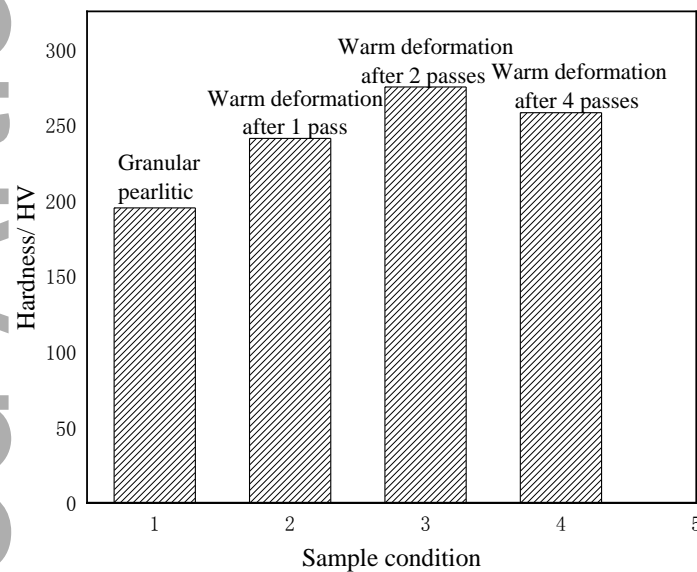 300
250
200
150
100
50
0
Hardness/ HV
Granular
pearlitic
Warm deformation
after 1 pass
Warm deformation
after 2 passes
Warm deformation
after 4 passes
1
2
3
4
5
Sample condition